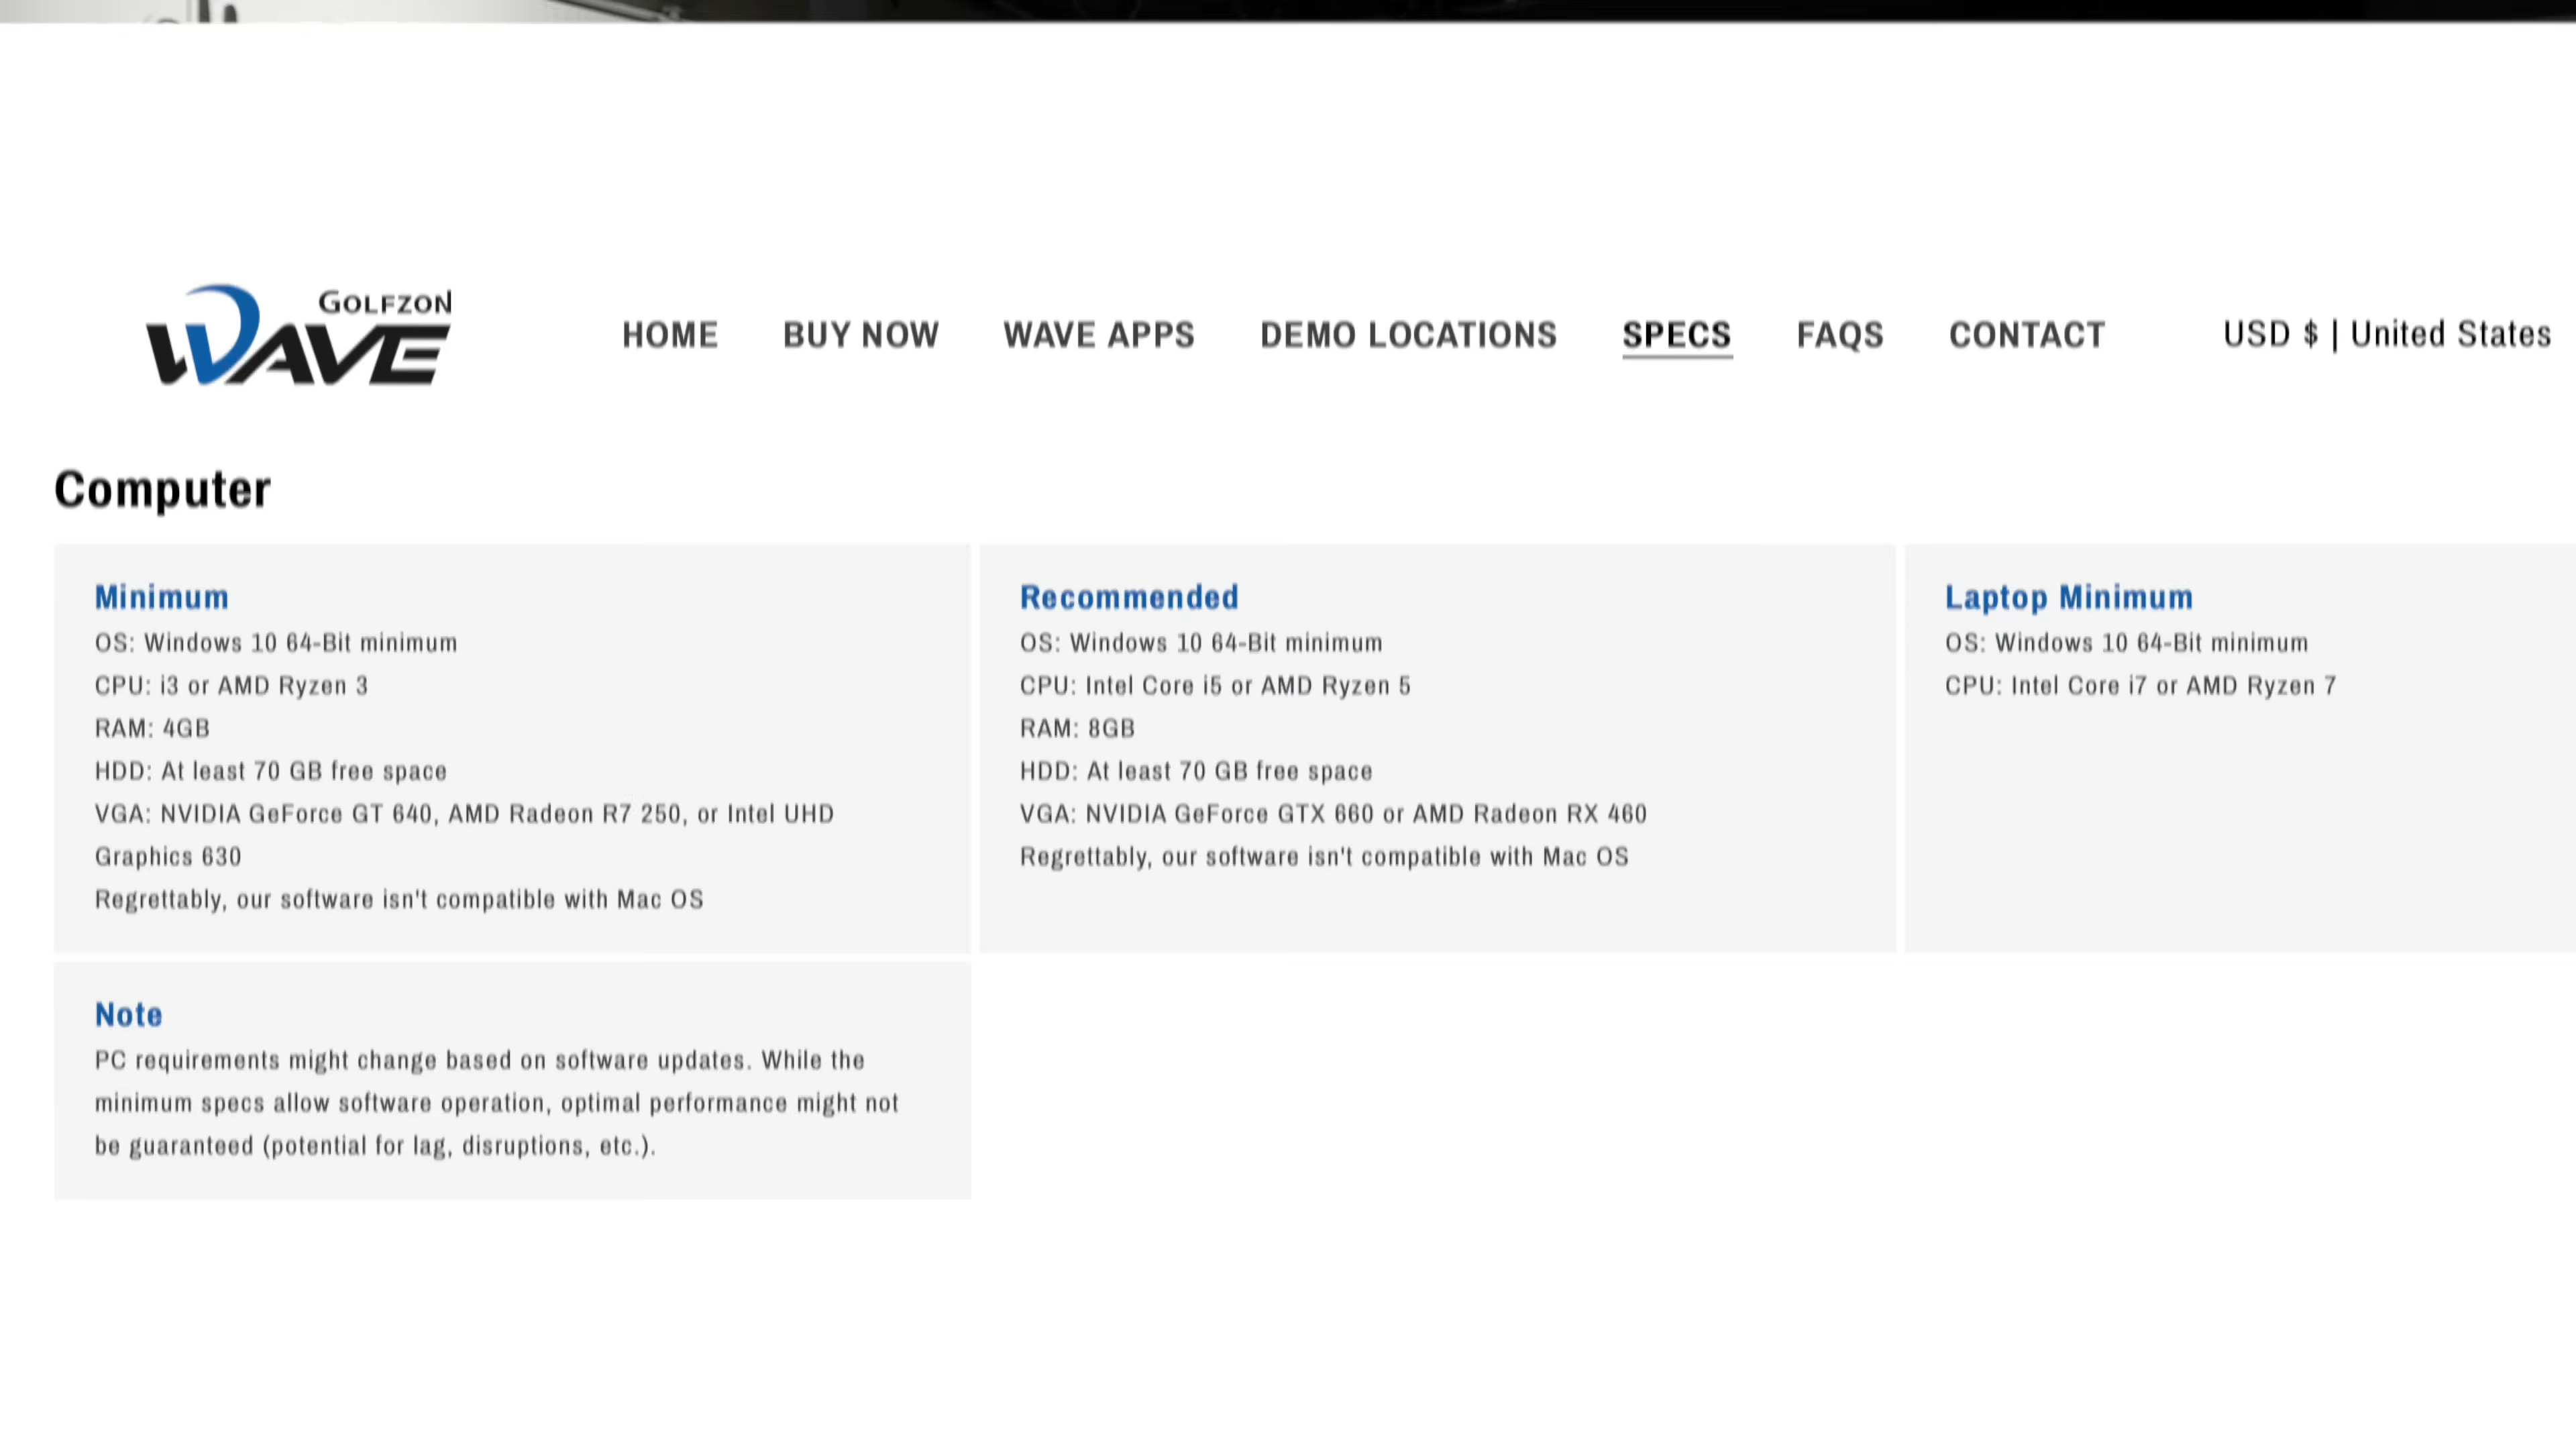 GOLFZON
WAVE
HOME BUY NOW WAVE APPS DEMO LOCATIONS SPECS FAQS CONTACT USD $ | United States
Computer
Minimum
OS: Windows 10 64-Bit minimum
CPU: i3 or AMD Ryzen 3
RAM: 4GB
HDD: At least 70 GB free space
VGA: NVIDIA GeForce GT 640, AMD Radeon R7 250, or Intel UHD
Graphics 630
Regrettably, our software isn't compatible with Mac OS
Recommended
OS: Windows 10 64-Bit minimum
CPU: Intel Core i5 or AMD Ryzen 5
RAM: 8GB
HDD: At least 70 GB free space
VGA: NVIDIA GeForce GTX 660 or AMD Radeon RX 460
Regrettably, our software isn't compatible with Mac OS
Laptop Minimum
OS: Windows 10 64-Bit minimum
CPU: Intel Core i7 or AMD Ryzen 7
Note
PC requirements might change based on software updates. While the
minimum specs allow software operation, optimal performance might not
be guaranteed (potential for lag, disruptions, etc.).